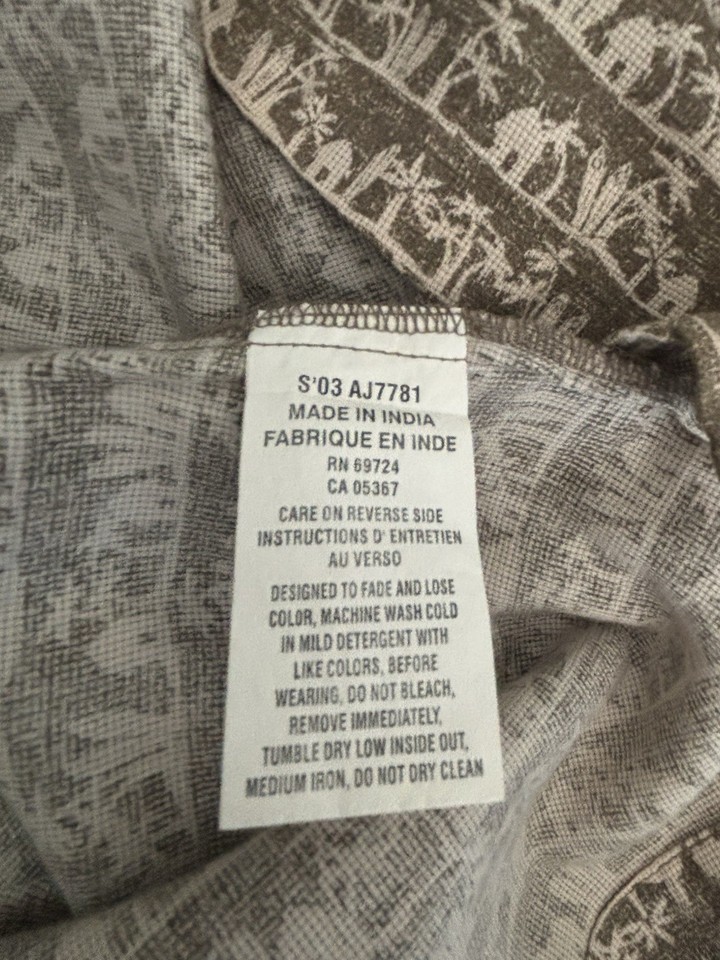 S'03 AJ7781
MADE IN INDIA
FABRIQUE EN INDE
RN 69724
CA 05367
CARE ON REVERSE SIDE
INSTRUCTIONS D' ENTRETIEN
AU VERSO
DESIGNED TO FADE AND LOSE
COLOR, MACHINE WASH COLD
IN MILD DETERGENT WITH
LIKE COLORS, BEFORE
WEARING, DO NOT BLEACH,
REMOVE IMMEDIATELY,
TUMBLE DRY LOW INSIDE OUT,
MEDIUM IRON, DO NOT DRY CLEAN